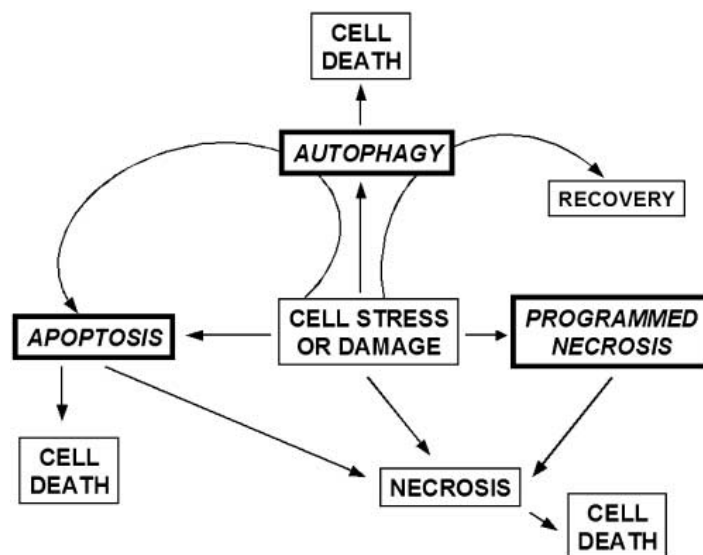 CELL
DEATH
AUTOPHAGY
RECOVERY
APOPTOSIS
CELL STRESS
OR DAMAGE
PROGRAMMED
NECROSIS
CELL
DEATH
NECROSIS
CELL
DEATH